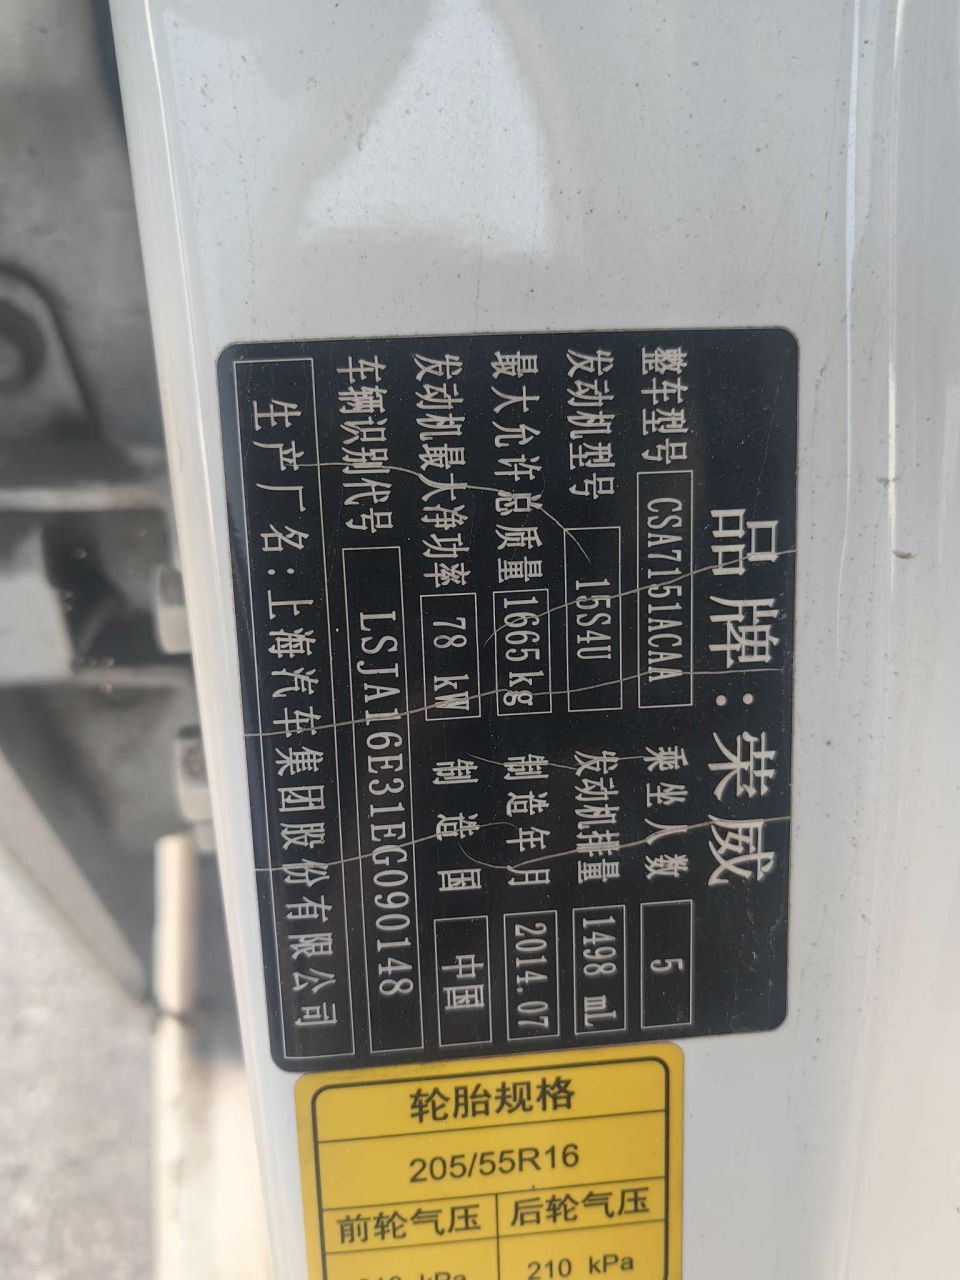 品牌:荣威
整车型号 CSA7151ACAA 乘坐人数 5
发动机型号 15S4U 发动机排量 1498 mL
最大允许总质量 1665kg 制造年月 2014.07
发动机最大净功率 78 kW 制造国 中国
车辆识别代号 LSJA16E31EG090148
生产厂名:上海汽车集团股份有限公司
轮胎规格
205/55R16
前轮气压 后轮气压
210 kPa